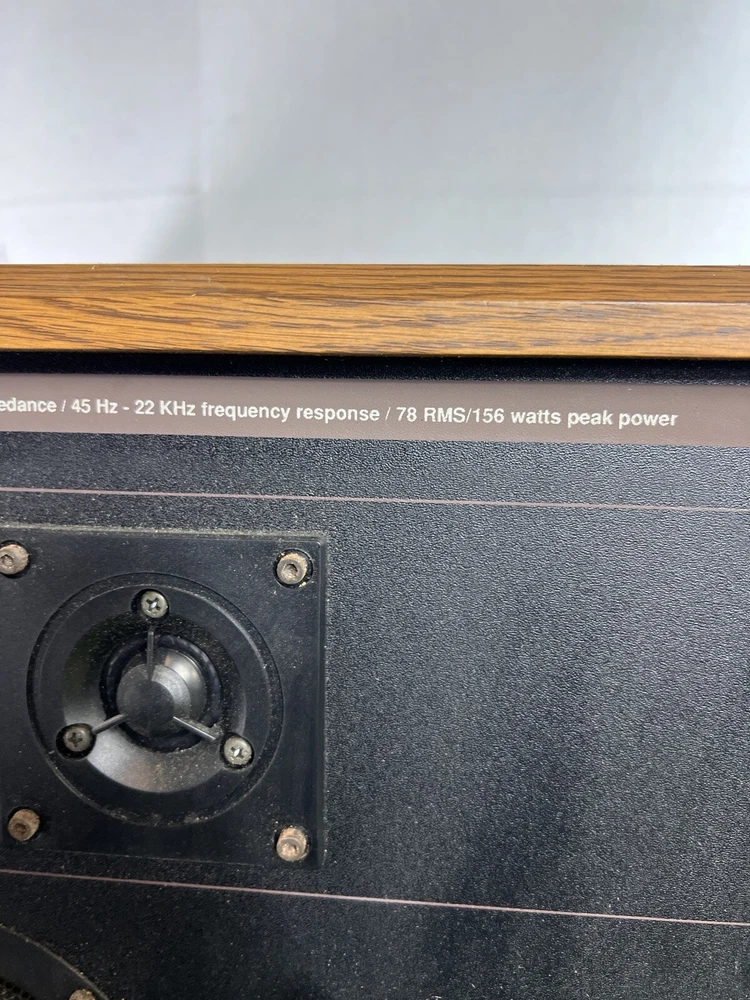 edance / 45 Hz - 22 KHz frequency response / 78 RMS/156 watts peak power